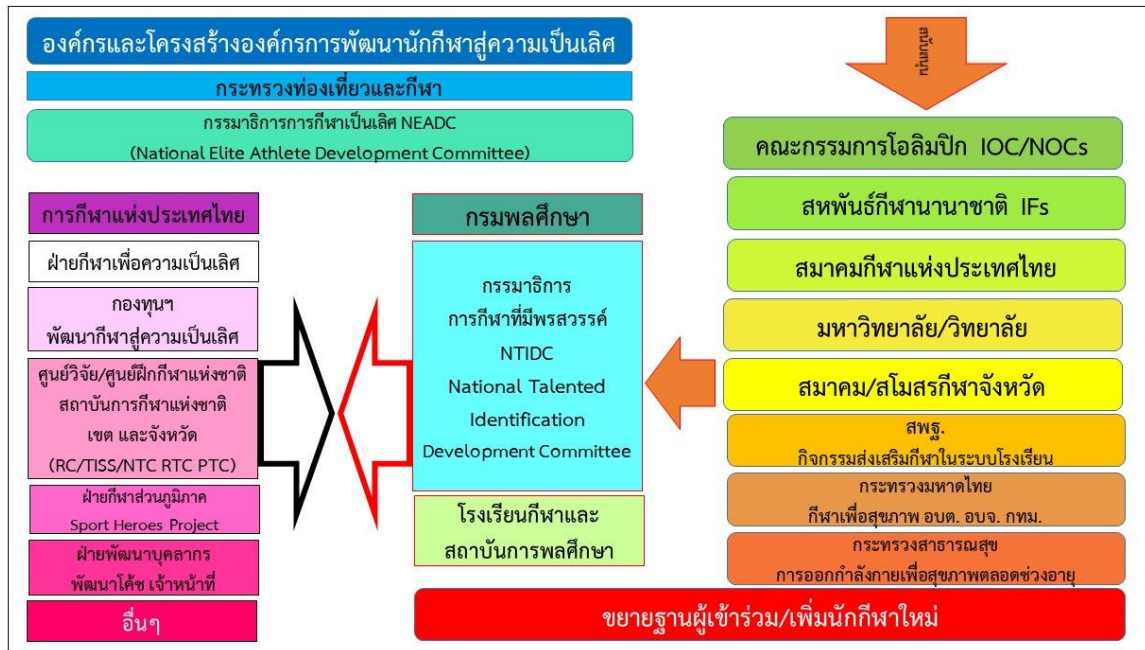 องค์กรและโครงสร้างองค์กรการพัฒนานักกีฬาสู่ความเป็นเลิศ
กระทรวงท่องเที่ยวและกีฬา
กรรมาธิการการกีฬาเป็นเลิศ NEADC
(National Elite Athlete Development Committee)
การกีฬาแห่งประเทศไทย
ฝ่ายกีฬาเพื่อความเป็นเลิศ
กองทุนฯ
พัฒนากีฬาสู่ความเป็นเลิศ
ศูนย์วิจัย/ศูนย์ฝึกกีฬาแห่งชาติ
สถาบันการกีฬาแห่งชาติ
เขต และจังหวัด
(RC/TISS/NTC RTC PTC)
ฝ่ายกีฬาส่วนภูมิภาค
Sport Heroes Project
ฝ่ายพัฒนาบุคลากร
พัฒนาโค้ช เจ้าหน้าที่
อื่นๆ
กรมพลศึกษา
กรรมาธิการ
การกีฬาที่มีพรสวรรค์
NTIDC
National Talented
Identification
Development Committee
โรงเรียนกีฬาและ
สถาบันการพลศึกษา
สนับสนุน
คณะกรรมการโอลิมปิก IOC/NOCs
สหพันธ์กีฬานานาชาติ IFs
สมาคมกีฬาแห่งประเทศไทย
มหาวิทยาลัย/วิทยาลัย
สมาคม/สโมสรกีฬาจังหวัด
สพฐ.
กิจกรรมส่งเสริมกีฬาในระบบโรงเรียน
กระทรวงมหาดไทย
กีฬาเพื่อสุขภาพ อบต. อบจ. กทม.
กระทรวงสาธารณสุข
การออกกำลังกายเพื่อสุขภาพตลอดช่วงอายุ
ขยายฐานผู้เข้าร่วม/เพิ่มนักกีฬาใหม่